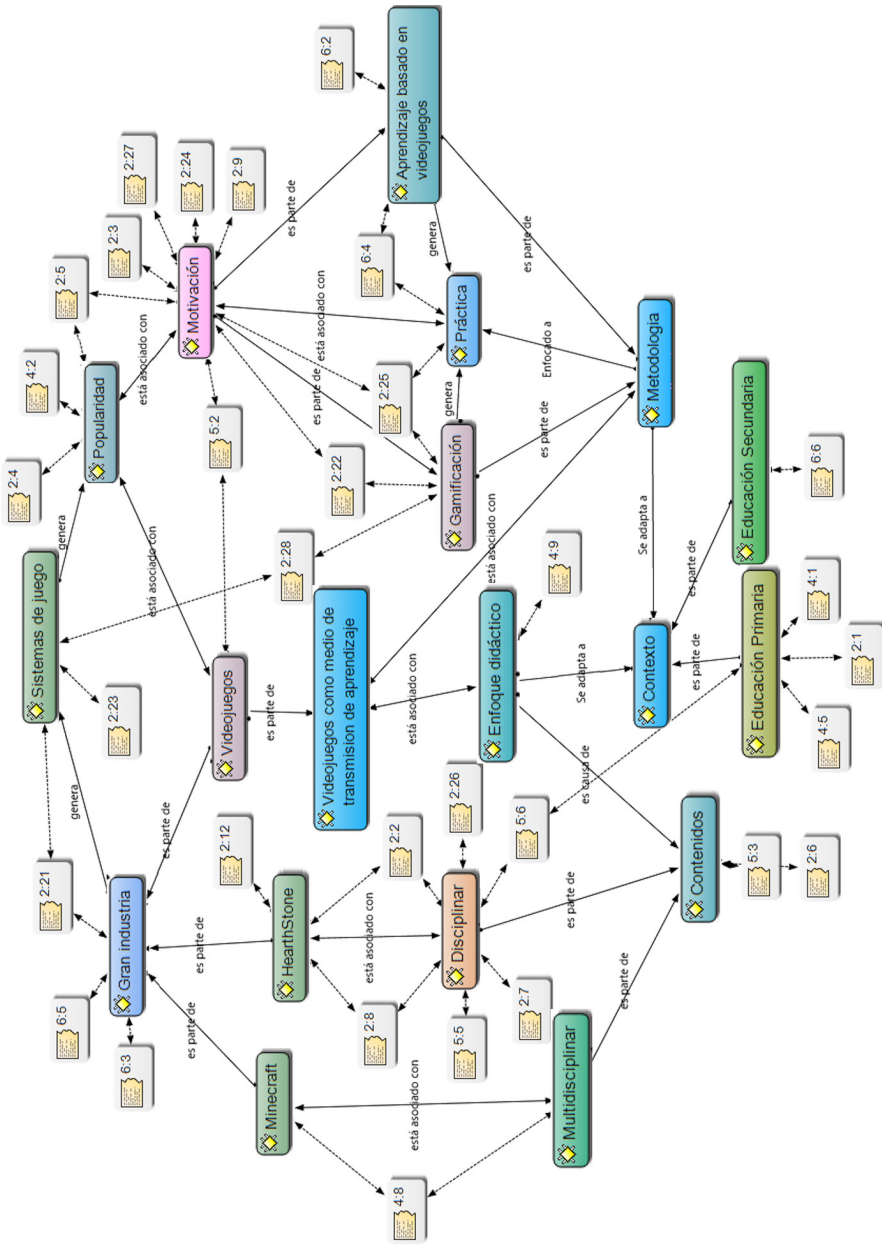 2:4
4:2
Sistemas de juego
2:21
2:5
6:5
genera
genera
Popularidad
2:3
2:23
Gran industria
6:3
2:27
está asociado con
está asociado con
es parte de
Motivación
2:24
5:2
2:9
es parte de
es parte de
Videojuegos
2:12
Minecraft
HearthStone
es parte de
es parte de
2:28
es parte de
es parte de
está asociado con
2:22
6:2
Videojuegos como medio de
transmision de aprendizaje
2:8
está asociado con
2:2
2:25
6:4
Aprendizaje basado en
videojuegos
4:8
está asociado con
está asociado con
genera
genera
Gamificación
Práctica
5:5
Disciplinar
2:26
Enfoque didáctico
está asociado con
2:7
5:6
4:9
es parte de
Enfocado a
es parte de
Multidisciplinar
es parte de
es causa de
Se adapta a
Se adapta a
Metodologia
es parte de
Contexto
es parte de
es parte de
Contenidos
Educación Primaria
Educación Secundaria
5:3
2:6
4:5
2:1
4:1
6:6